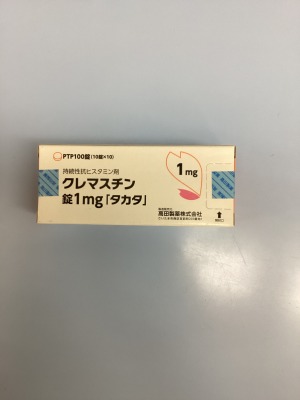 PTP100錠(10錠×10)
持続性抗ヒスタミン剤
クレマスチン
錠1mg「タカタ」
1mg
高田製薬株式会社